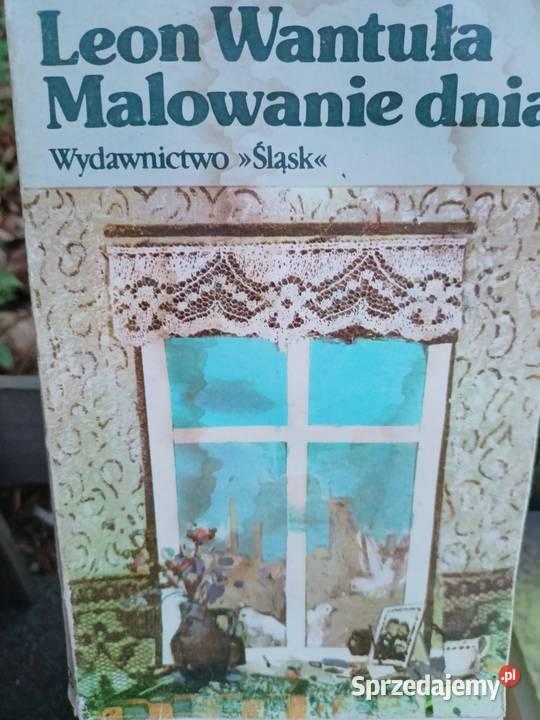 Leon Wantuła
Malowanie dnia
Wydawnictwo »Śląsk«
Sprzedajemy.pl